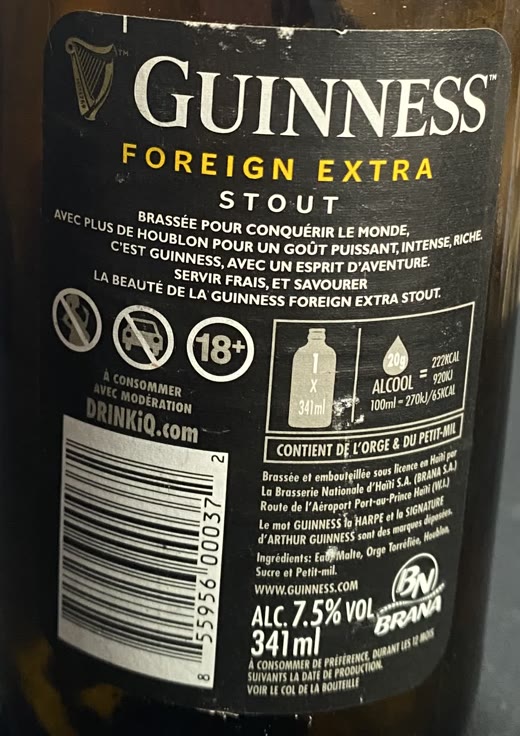 GUINNESS™
FOREIGN EXTRA
STOUT
BRASSÉE POUR CONQUÉRIR LE MONDE,
AVEC PLUS DE HOUBLON POUR UN GOÛT PUISSANT, INTENSE, RICHE.
C'EST GUINNESS, AVEC UN ESPRIT D'AVENTURE.
SERVIR FRAIS, ET SAVOURER
LA BEAUTÉ DE LA GUINNESS FOREIGN EXTRA STOUT.
18+
À CONSOMMER
AVEC MODÉRATION
DRINKiQ.com
1
X
341ml
20g
ALCOOL = 222KCAL
920KJ
100ml = 270kJ/65KCAL
CONTIENT DE L'ORGE & DU PETIT-MIL
Brassée et embouteillée sous licence en Haïti par
La Brasserie Nationale d'Haïti S.A. (BRANA S.A.)
Route de l'Aéroport Port-au-Prince Haïti (W.I.)
Le mot GUINNESS la HARPE et la SIGNATURE
d'ARTHUR GUINNESS sont des marques déposées.
Ingrédients: Eau, Malte, Orge Torréfiée, Houblon,
Sucre et Petit-mil.
WWW.GUINNESS.COM
BN
BRANA
ALC. 7.5% VOL
341ml
À CONSOMMER DE PRÉFÉRENCE, DURANT LES 12 MOIS
SUIVANTS LA DATE DE PRODUCTION.
VOIR LE COL DE LA BOUTEILLE
8 55956 00037 2